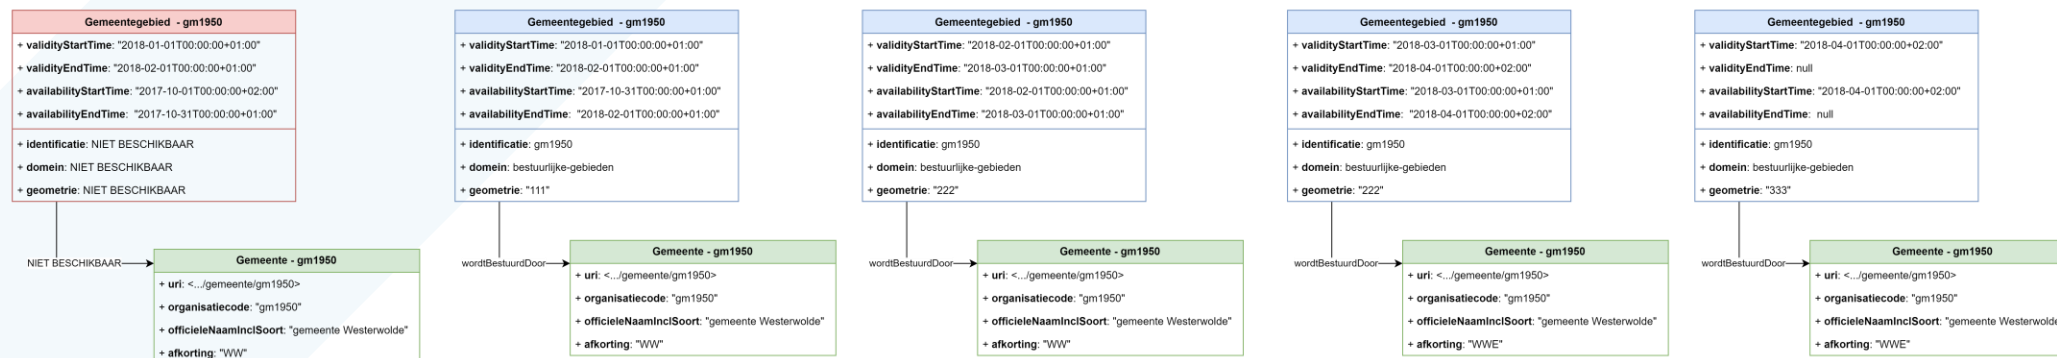 Gemeentegebied - gm1950
+ validityStartTime: "2018-01-01T00:00:00+01:00"
+ validityEndTime: "2018-02-01T00:00:00+01:00"
+ availabilityStartTime: "2017-10-01T00:00:00+02:00"
+ availabilityEndTime: "2017-10-31T00:00:00+01:00"
+ identificatie: NIET BESCHIKBAAR
+ domein: NIET BESCHIKBAAR
+ geometrie: NIET BESCHIKBAAR
NIET BESCHIKBAAR
Gemeente - gm1950
+ uri: <.../gemeente/gm1950>
+ organisatiecode: "gm1950"
+ officieleNaamInclSoort: "gemeente Westerwolde"
+ afkorting: "WW"
Gemeentegebied - gm1950
+ validityStartTime: "2018-01-01T00:00:00+01:00"
+ validityEndTime: "2018-02-01T00:00:00+01:00"
+ availabilityStartTime: "2017-10-31T00:00:00+01:00"
+ availabilityEndTime: "2018-02-01T00:00:00+01:00"
+ identificatie: gm1950
+ domein: bestuurlijke-gebieden
+ geometrie: "111"
wordtBestuurdDoor
Gemeente - gm1950
+ uri: <.../gemeente/gm1950>
+ organisatiecode: "gm1950"
+ officieleNaamInclSoort: "gemeente Westerwolde"
+ afkorting: "WW"
Gemeentegebied - gm1950
+ validityStartTime: "2018-02-01T00:00:00+01:00"
+ validityEndTime: "2018-03-01T00:00:00+01:00"
+ availabilityStartTime: "2018-02-01T00:00:00+01:00"
+ availabilityEndTime: "2018-03-01T00:00:00+01:00"
+ identificatie: gm1950
+ domein: bestuurlijke-gebieden
+ geometrie: "222"
wordtBestuurdDoor
Gemeente - gm1950
+ uri: <.../gemeente/gm1950>
+ organisatiecode: "gm1950"
+ officieleNaamInclSoort: "gemeente Westerwolde"
+ afkorting: "WW"
Gemeentegebied - gm1950
+ validityStartTime: "2018-03-01T00:00:00+01:00"
+ validityEndTime: "2018-04-01T00:00:00+02:00"
+ availabilityStartTime: "2018-03-01T00:00:00+01:00"
+ availabilityEndTime: "2018-04-01T00:00:00+02:00"
+ identificatie: gm1950
+ domein: bestuurlijke-gebieden
+ geometrie: "222"
wordtBestuurdDoor
Gemeente - gm1950
+ uri: <.../gemeente/gm1950>
+ organisatiecode: "gm1950"
+ officieleNaamInclSoort: "gemeente Westerwolde"
+ afkorting: "WWE"
Gemeentegebied - gm1950
+ validityStartTime: "2018-04-01T00:00:00+02:00"
+ validityEndTime: null
+ availabilityStartTime: "2018-04-01T00:00:00+02:00"
+ availabilityEndTime: null
+ identificatie: gm1950
+ domein: bestuurlijke-gebieden
+ geometrie: "333"
wordtBestuurdDoor
Gemeente - gm1950
+ uri: <.../gemeente/gm1950>
+ organisatiecode: "gm1950"
+ officieleNaamInclSoort: "gemeente Westerwolde
+ afkorting: "WWE"